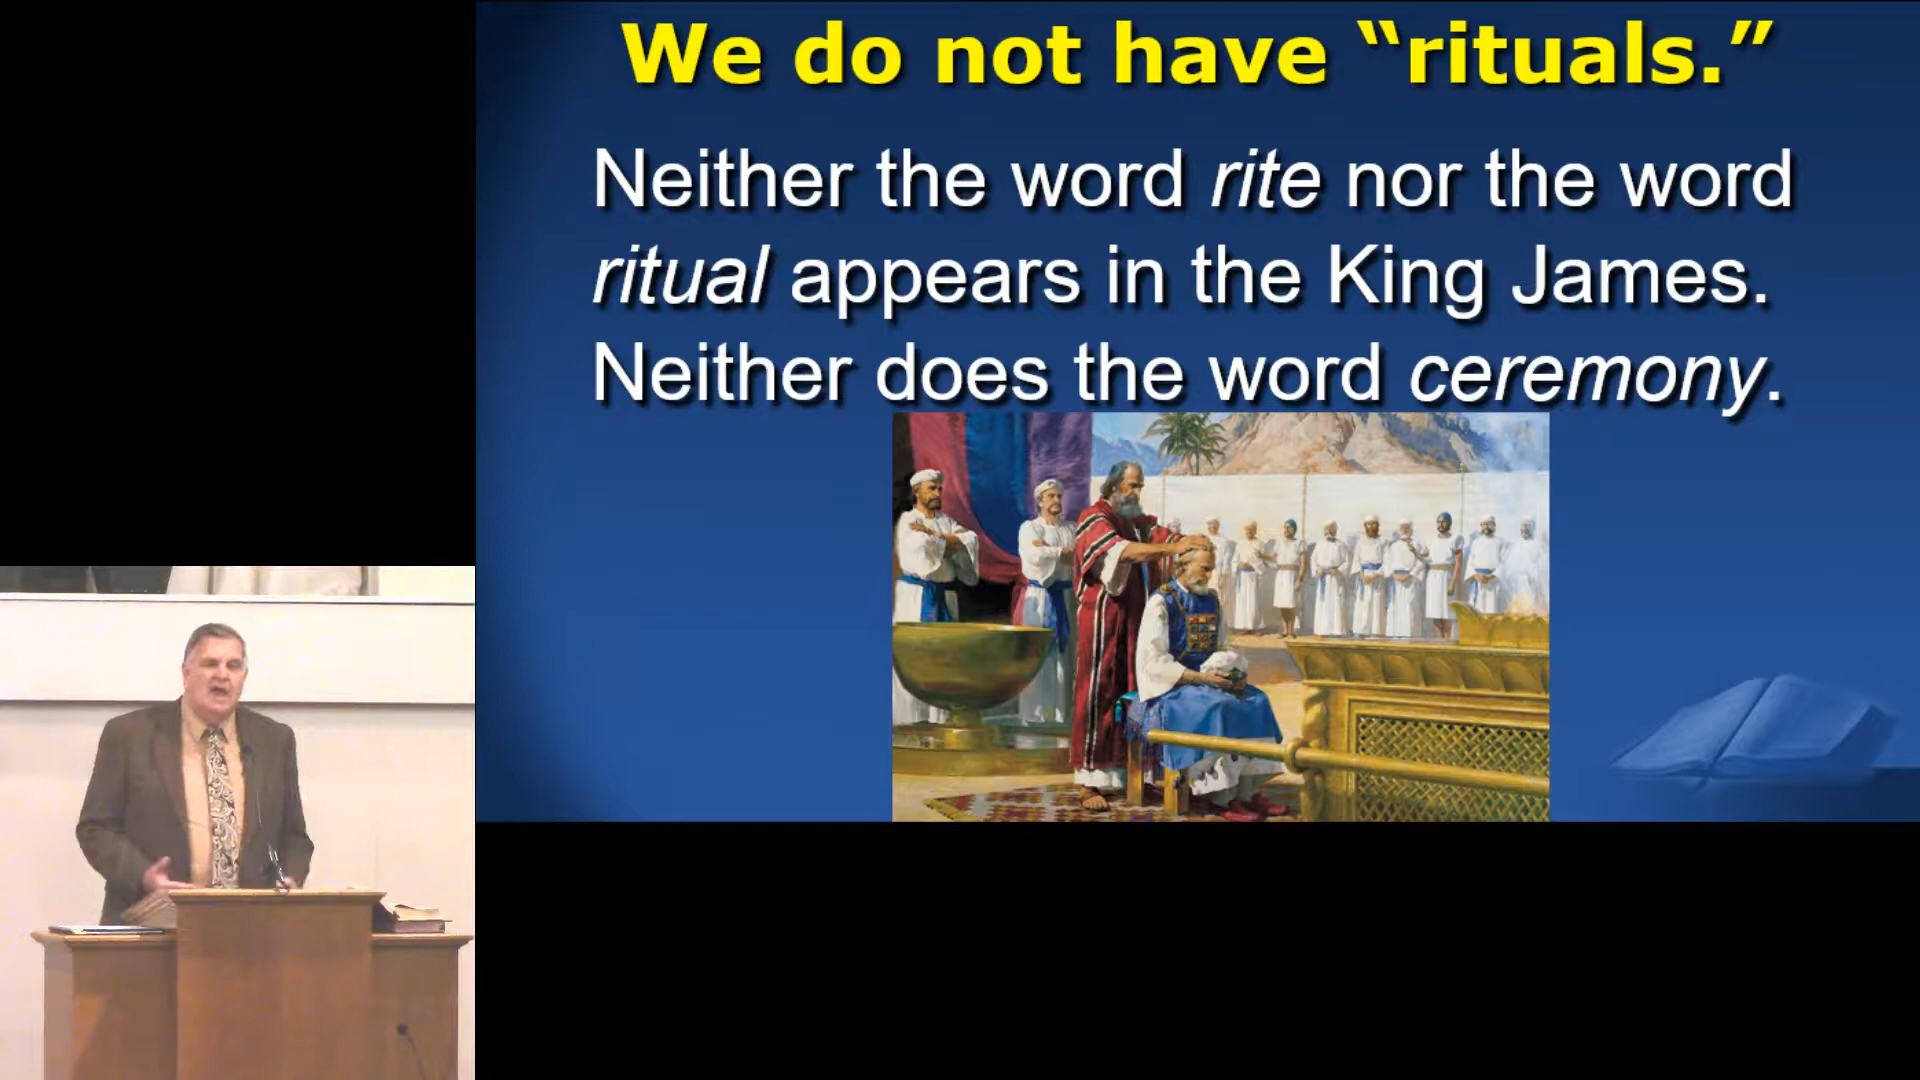 We do not have “rituals.”
Neither the word rite nor the word
ritual appears in the King James.
Neither does the word ceremony.